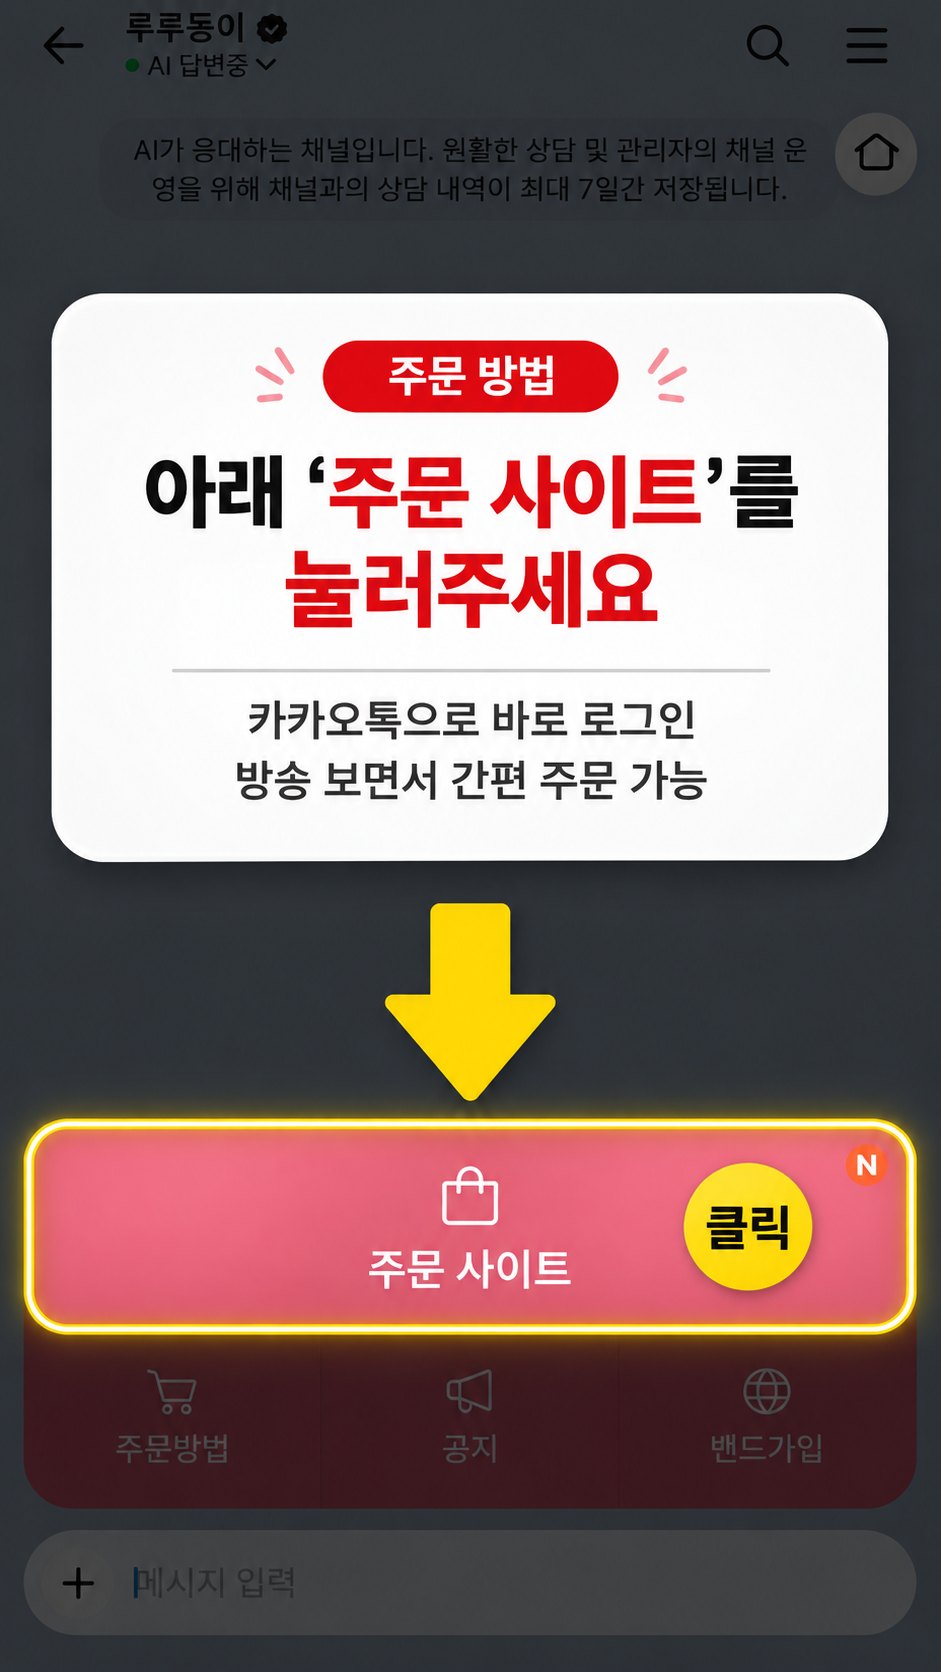 루루동이
AI 답변중
AI가 응대하는 채널입니다. 원활한 상담 및 관리자의 채널 운
영을 위해 채널과의 상담 내역이 최대 7일간 저장됩니다.
주문 방법
아래 ‘주문 사이트’를
눌러주세요
카카오톡으로 바로 로그인
방송 보면서 간편 주문 가능
N
클릭
주문 사이트
주문방법
공지
밴드가입
메시지 입력